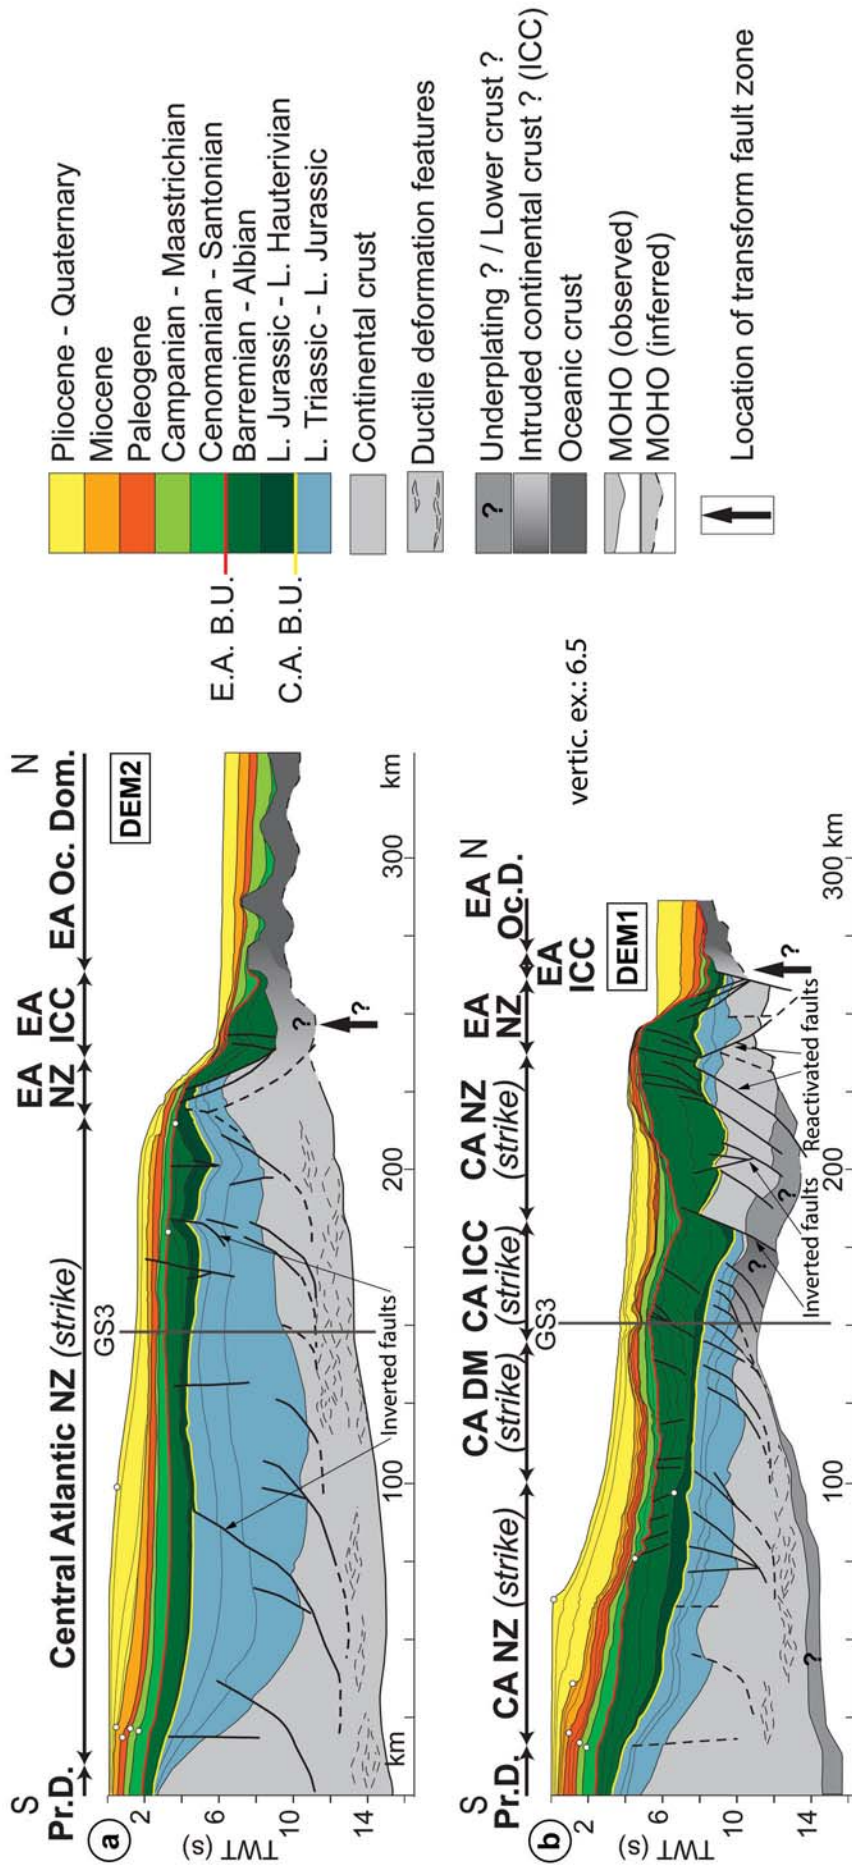 S
N
Pr.D.
Central Atlantic NZ (strike)
EA NZ
EA ICC
EA Oc. Dom.
a
DEM2
GS3
2
6
10
14
TWT (s)
Inverted faults
?
?
km
100
200
300
km
S
N
Pr.D.
CA NZ (strike)
CA DM (strike)
CA ICC (strike)
CA NZ (strike)
EA NZ
EA ICC
EA Oc.D.
b
DEM1
GS3
2
6
10
14
TWT (s)
?
?
?
?
Inverted faults
Reactivated faults
100
200
300 km
vertic. ex.: 6.5
Pliocene - Quaternary
Miocene
Paleogene
Campanian - Maastrichian
Cenomanian - Santonian
E.A. B.U.
Barremian - Albian
L. Jurassic - L. Hauterivian
C.A. B.U.
L. Triassic - L. Jurassic
Continental crust
Ductile deformation features
?
Underplating ? / Lower crust ?
Intruded continental crust ? (ICC)
Oceanic crust
MOHO (observed)
MOHO (inferred)
Location of transform fault zone